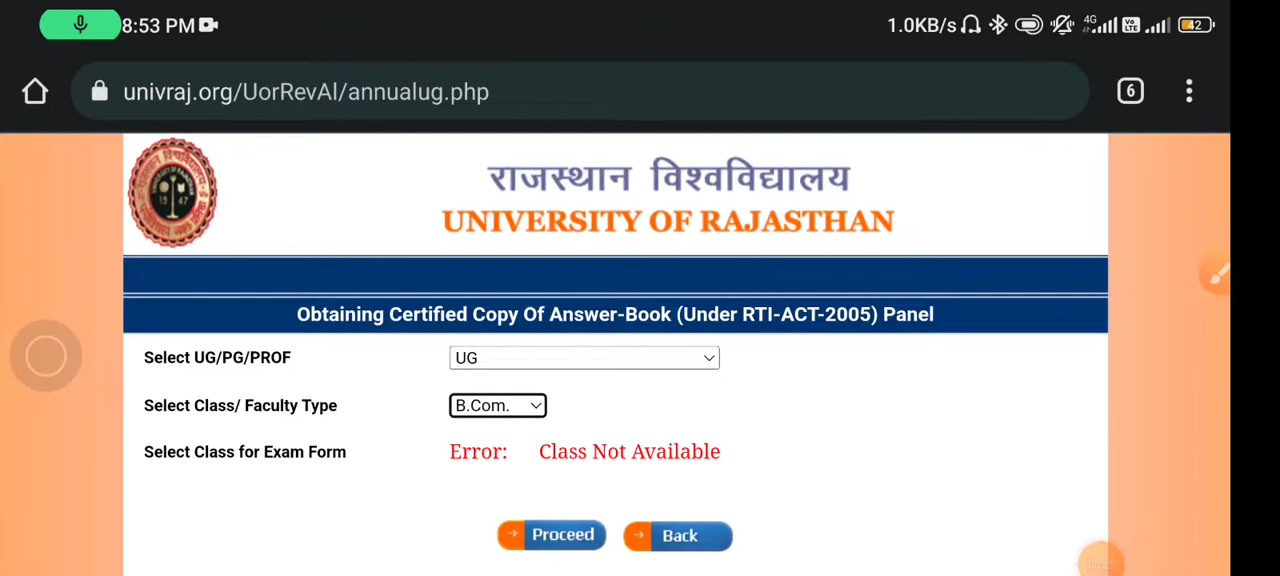 8:53 PM 1.0KB/s 4G Vo LTE 42
univraj.org/UorRevAl/annualug.php 6
राजस्थान विश्वविद्यालय
UNIVERSITY OF RAJASTHAN
Obtaining Certified Copy Of Answer-Book (Under RTI-ACT-2005) Panel
Select UG/PG/PROF UG
Select Class/ Faculty Type B.Com.
Select Class for Exam Form Error: Class Not Available
Proceed Back